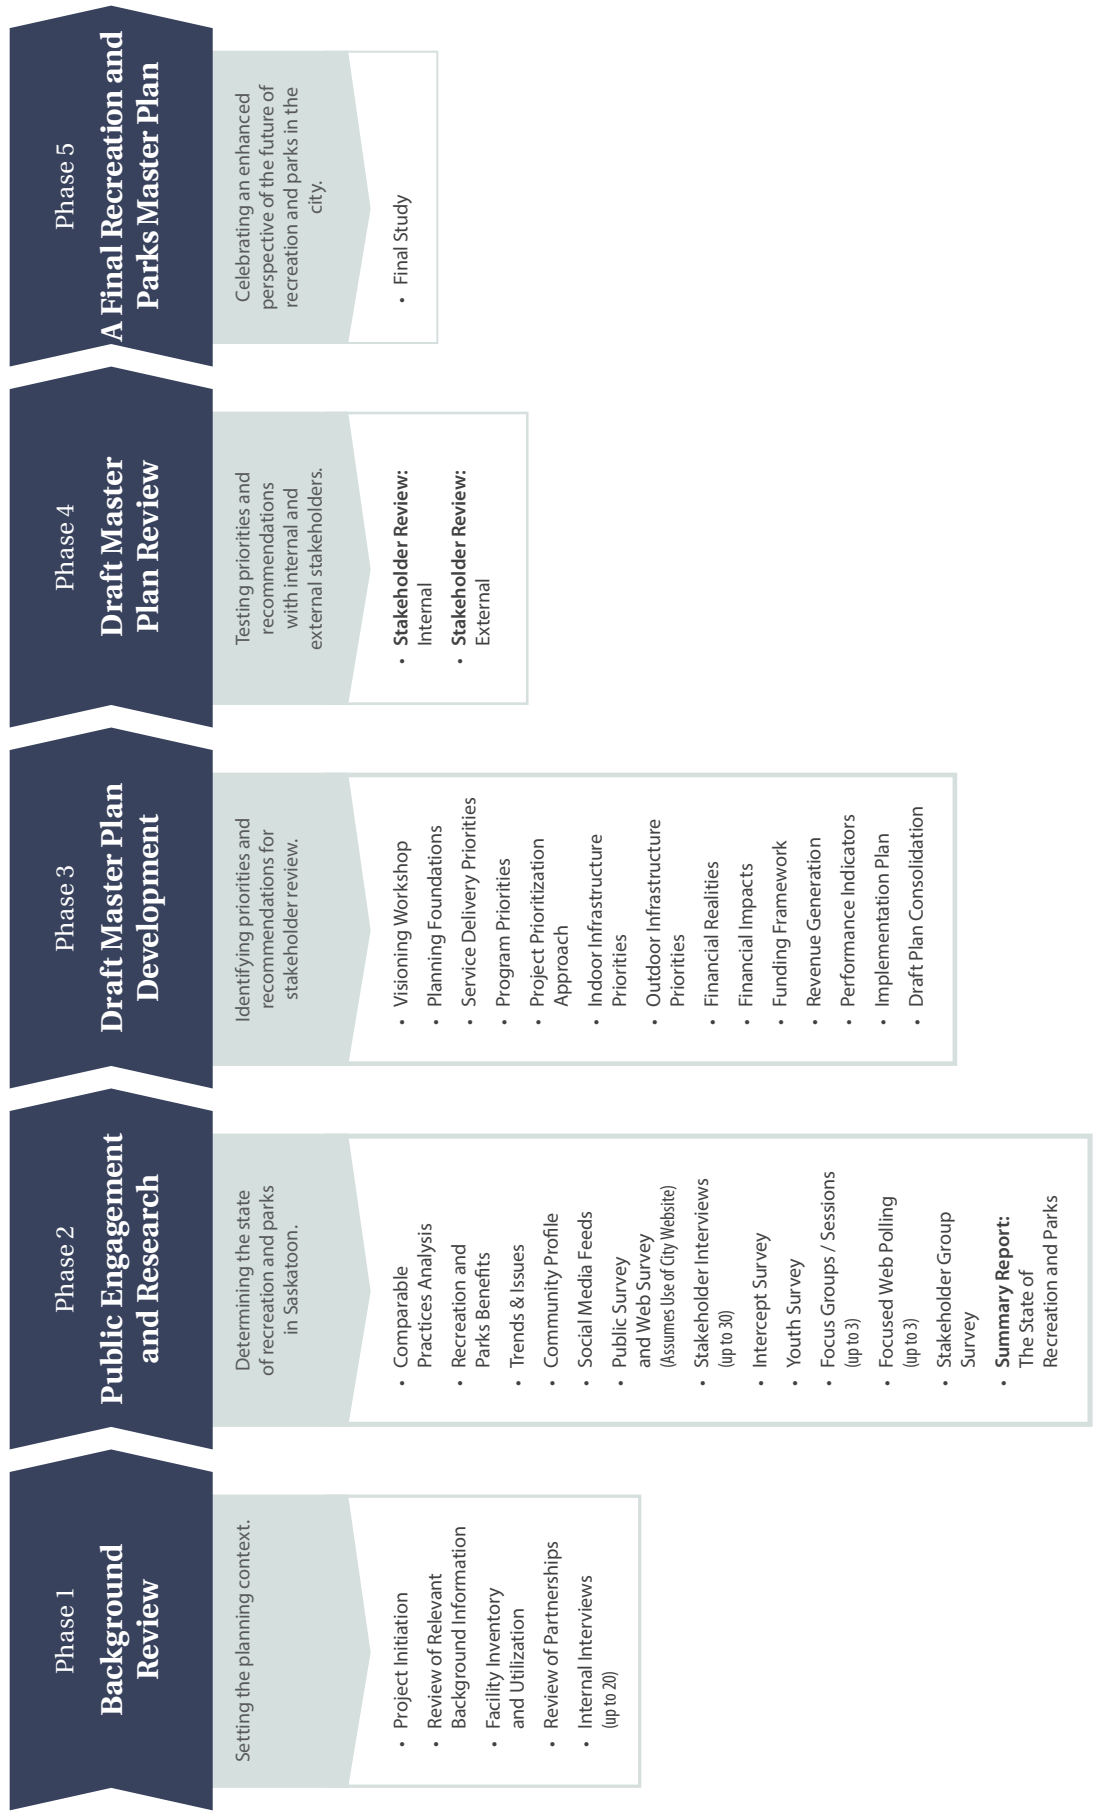 Phase 1
Background
Review
Setting the planning context.
• Project Initiation
• Review of Relevant
Background Information
• Facility Inventory
and Utilization
• Review of Partnerships
• Internal Interviews
(up to 20)
Phase 2
Public Engagement
and Research
Determining the state
of recreation and parks
in Saskatoon.
• Comparable
Practices Analysis
• Recreation and
Parks Benefits
• Trends & Issues
• Community Profile
• Social Media Feeds
• Public Survey
and Web Survey
(Assumes Use of City Website)
• Stakeholder Interviews
(up to 30)
• Intercept Survey
• Youth Survey
• Focus Groups / Sessions
(up to 3)
• Focused Web Polling
(up to 3)
• Stakeholder Group
Survey
• Summary Report:
The State of
Recreation and Parks
Phase 3
Draft Master Plan
Development
Identifying priorities and
recommendations for
stakeholder review.
• Visioning Workshop
• Planning Foundations
• Service Delivery Priorities
• Program Priorities
• Project Prioritization
Approach
• Indoor Infrastructure
Priorities
• Outdoor Infrastructure
Priorities
• Financial Realities
• Financial Impacts
• Funding Framework
• Revenue Generation
• Performance Indicators
• Implementation Plan
• Draft Plan Consolidation
Phase 4
Draft Master
Plan Review
Testing priorities and
recommendations
with internal and
external stakeholders.
• Stakeholder Review:
Internal
• Stakeholder Review:
External
Phase 5
A Final Recreation and
Parks Master Plan
Celebrating an enhanced
perspective of the future of
recreation and parks in the
city.
• Final Study